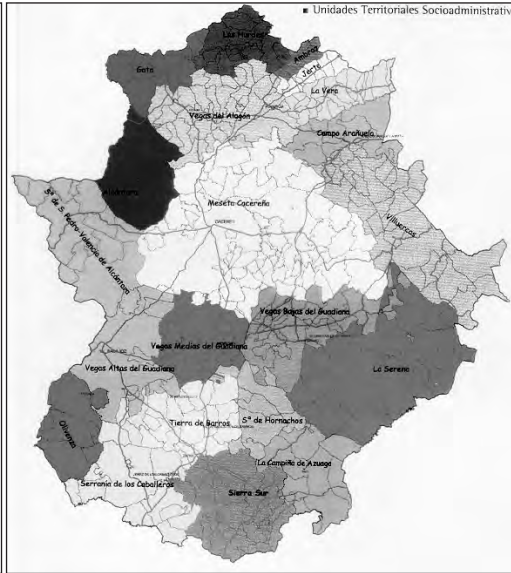 ▪ Unidades Territoriales Socioadministrativ
Las Hurdes
Ambroz
Gata
Jerte
La Vera
Vegas del Alagón
Campo Arañuelo
Alcántara
Meseta Cacereña
Villuercas
Sª de S. Pedro-Valencia de Alcántara
CACERES
Vegas Bajas del Guadiana
Vegas Medias del Guadiana
La Serena
BADAJOZ
Vegas Altas del Guadiana
Olivenza
Tierra de Barros
Sª de Hornachos
La Campiña de Azuaga
Serranía de los Caballeros
Sierra Sur